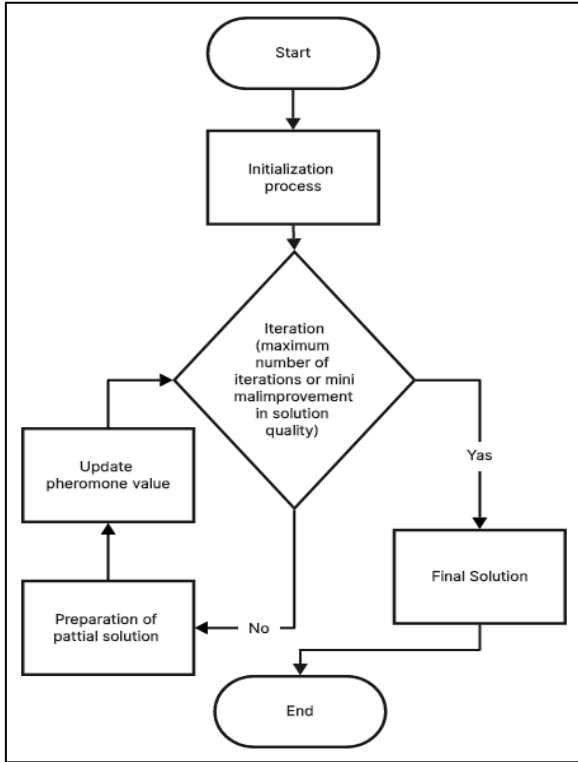 Start
Initialization
process
Iteration
(maximum
number of
iterations or mini
malimprovement
in solution
quality)
Yas
Update
pheromone value
Final Solution
Preparation of
pattial solution
No
End